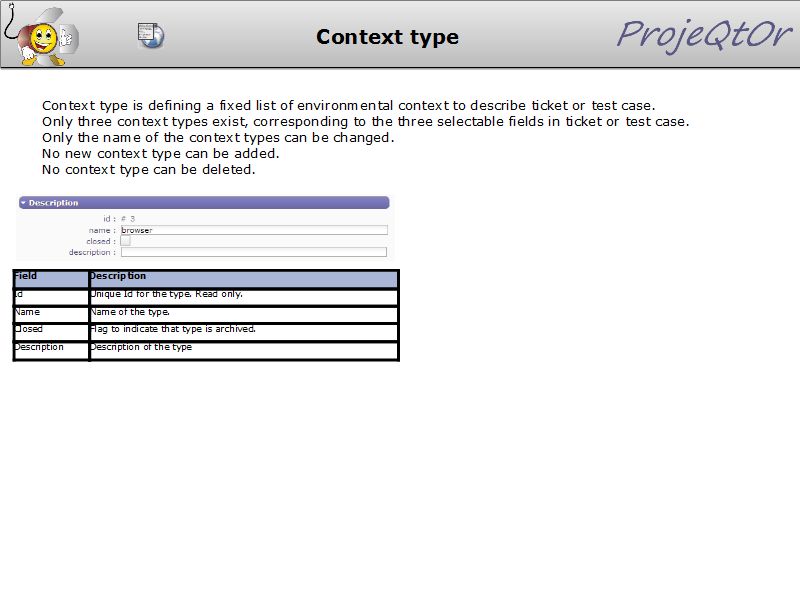 Context type
ProjeQtOr
Context type is defining a fixed list of environmental context to describe ticket or test case.
Only three context types exist, corresponding to the three selectable fields in ticket or test case.
Only the name of the context types can be changed.
No new context type can be added.
No context type can be deleted.
Description
id : # 3
name : browser
closed :
description :
Field Description
Id Unique Id for the type. Read only.
Name Name of the type.
Closed Flag to indicate that type is archived.
Description Description of the type